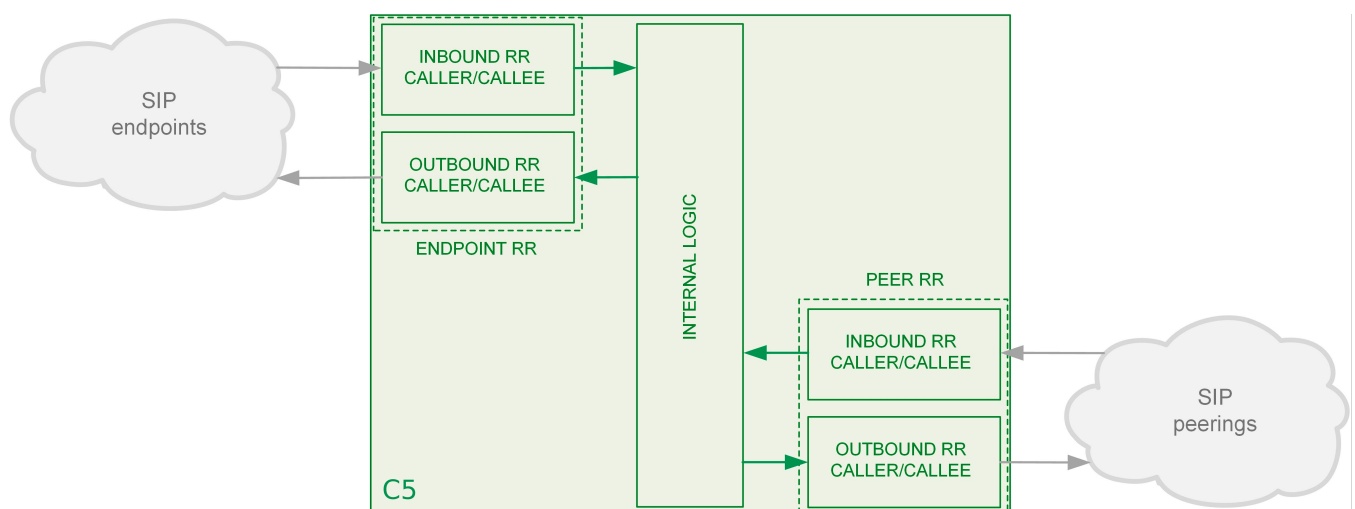 SIP
endpoints
INBOUND RR
CALLER/CALLEE
OUTBOUND RR
CALLER/CALLEE
ENDPOINT RR
INTERNAL LOGIC
PEER RR
INBOUND RR
CALLER/CALLEE
OUTBOUND RR
CALLER/CALLEE
SIP
peerings
C5